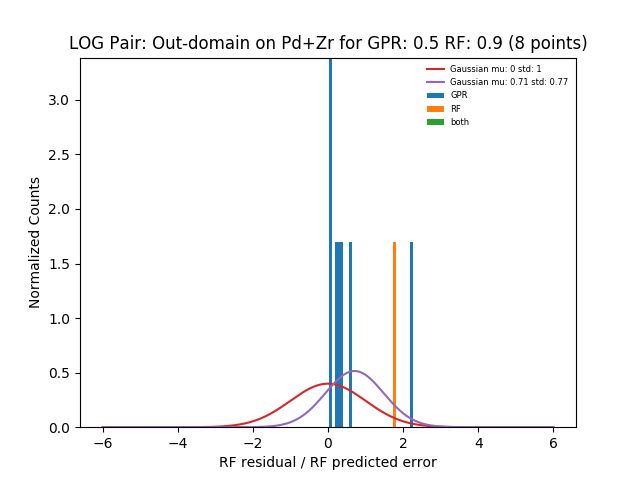 LOG Pair: Out-domain on Pd+Zr for GPR: 0.5 RF: 0.9 (8 points)
Gaussian mu: 0 std: 1
Gaussian mu: 0.71 std: 0.77
GPR
RF
both
Normalized Counts
3.0
2.5
2.0
1.5
1.0
0.5
0.0
−6 −4 −2 0 2 4 6
RF residual / RF predicted error